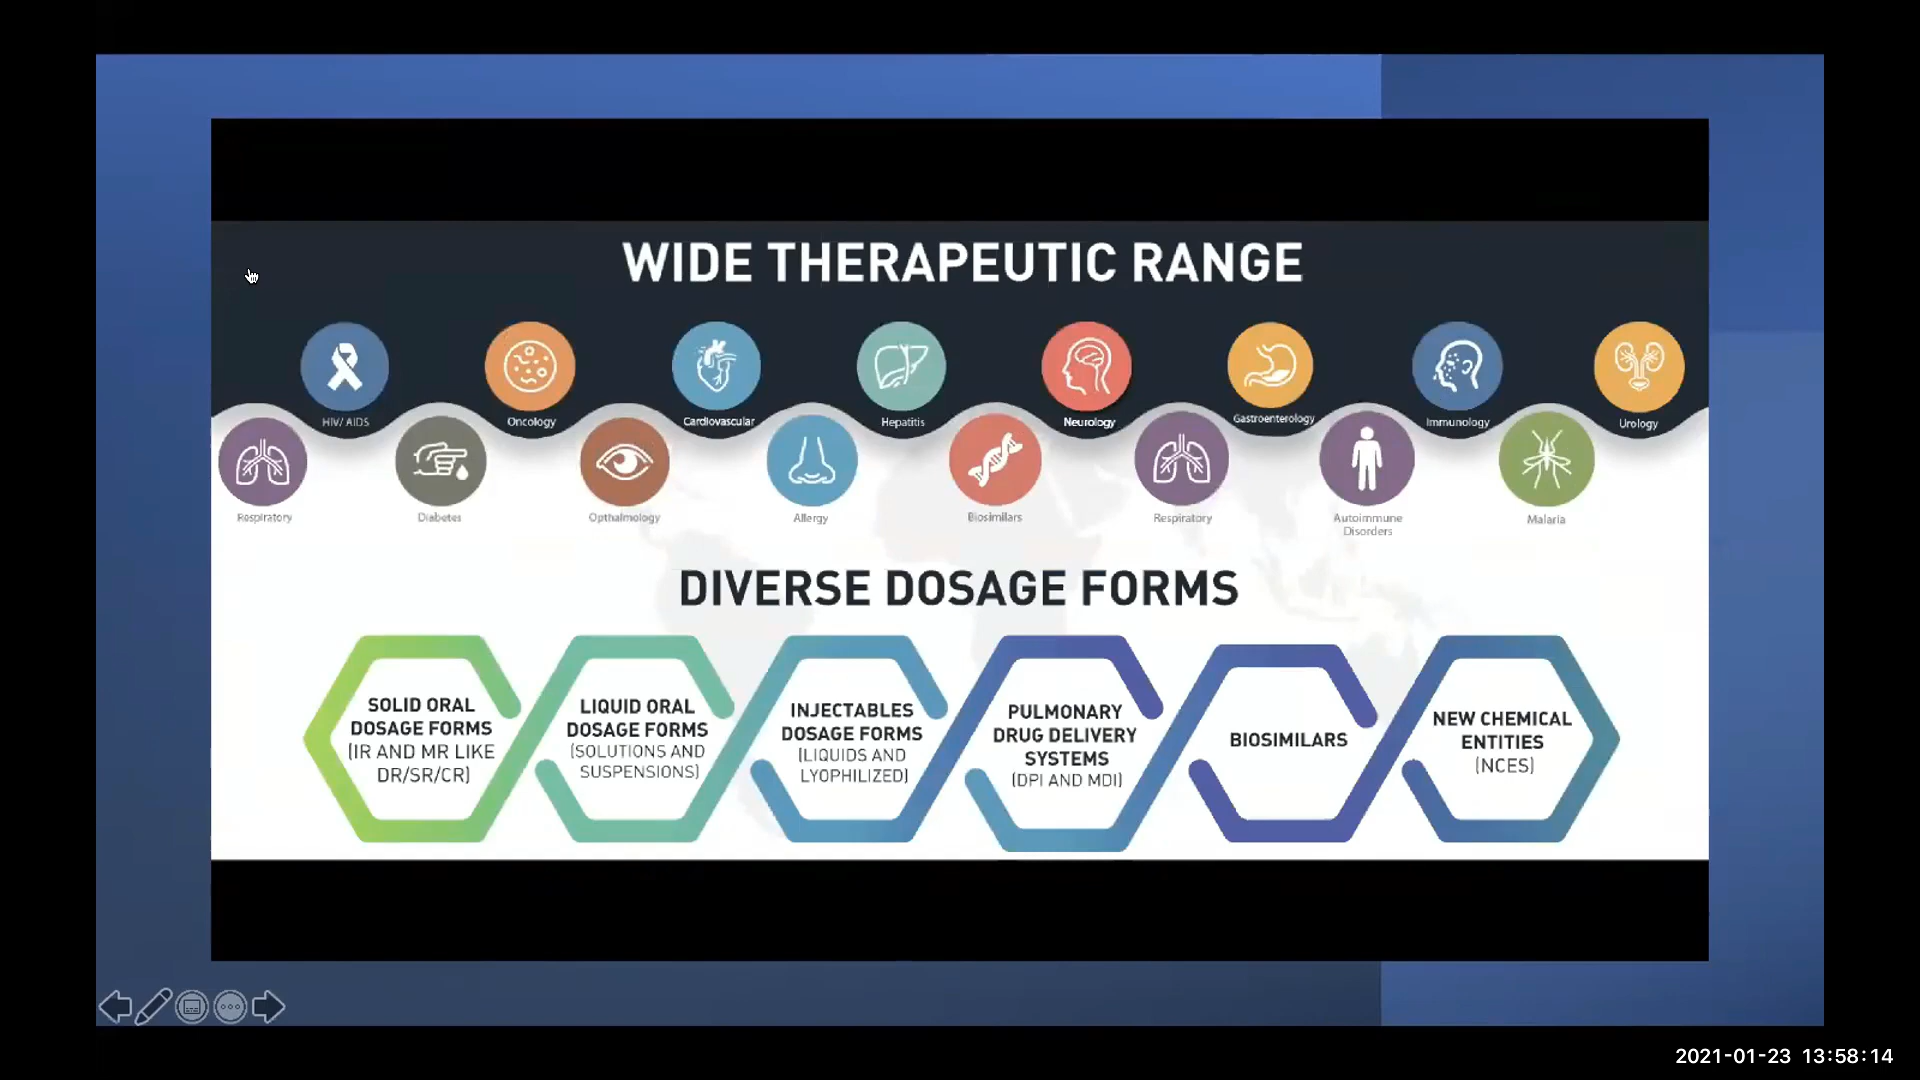 WIDE THERAPEUTIC RANGE
HIV/ AIDS
Oncology
Cardiovascular
Hepatitis
Neurology
Gastroenterology
Immunology
Urology
Respiratory
Diabetes
Opthalmology
Allergy
Biosimilars
Respiratory
Autoimmune
Disorders
Malaria
DIVERSE DOSAGE FORMS
SOLID ORAL
DOSAGE FORMS
(IR AND MR LIKE
DR/SR/CR)
LIQUID ORAL
DOSAGE FORMS
(SOLUTIONS AND
SUSPENSIONS)
INJECTABLES
DOSAGE FORMS
(LIQUIDS AND
LYOPHILIZED)
PULMONARY
DRUG DELIVERY
SYSTEMS
(DPI AND MDI)
BIOSIMILARS
NEW CHEMICAL
ENTITIES
(NCES)
2021-01-23 13:58:14